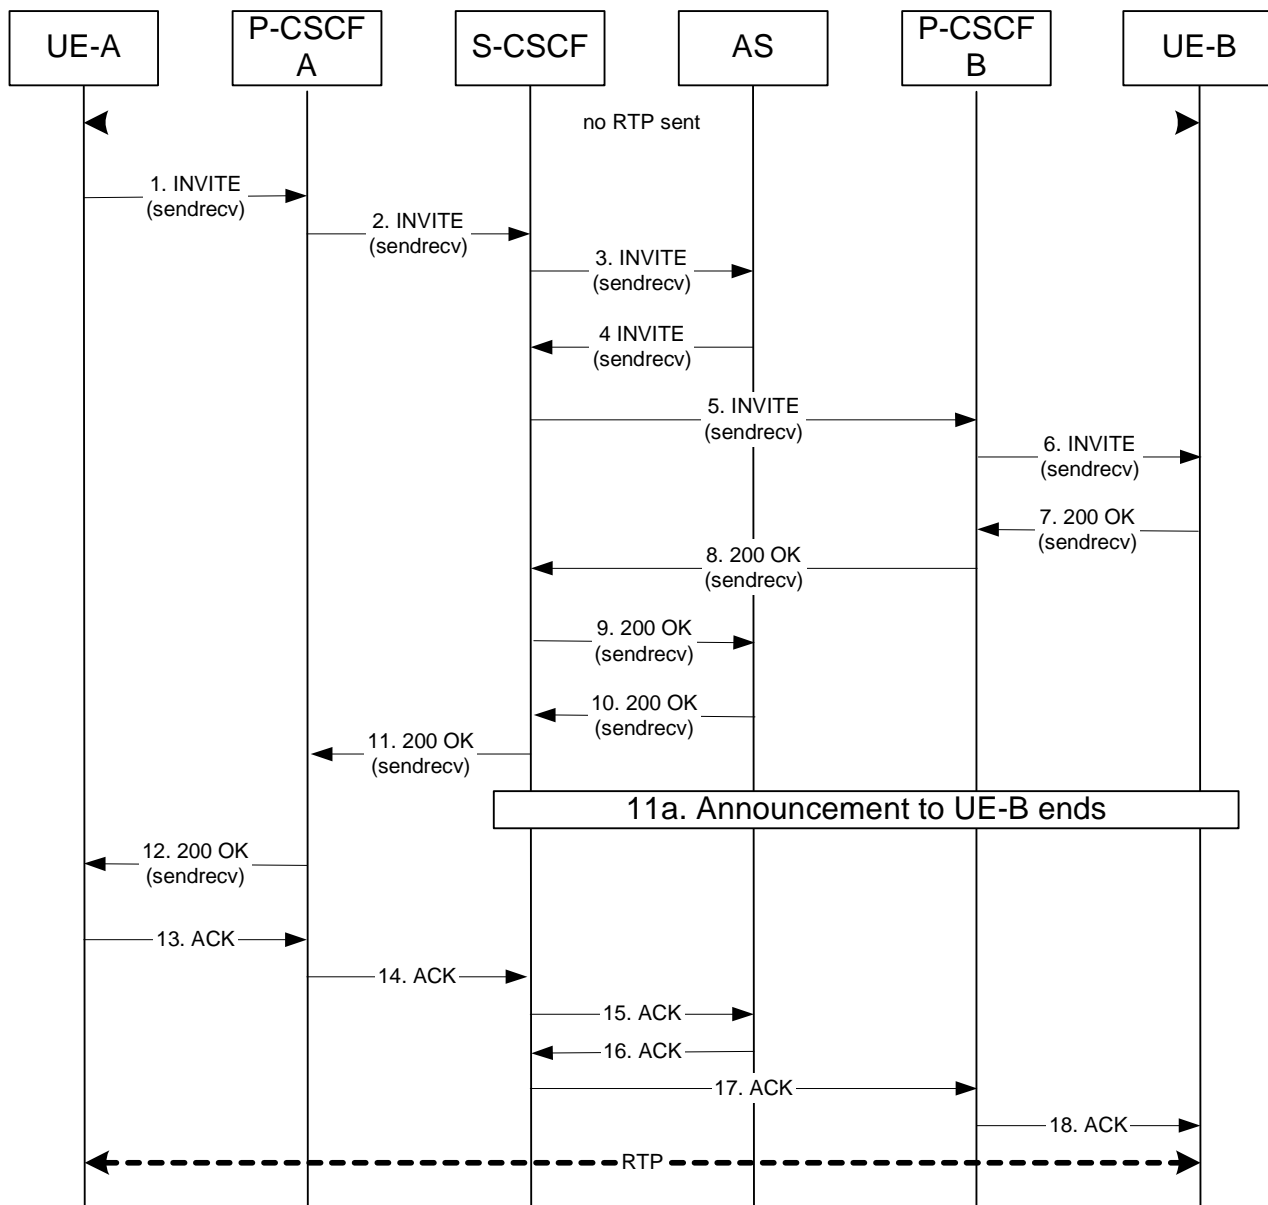 UE-A
P-CSCF
A
S-CSCF
AS
P-CSCF
B
UE-B
no RTP sent
1. INVITE
(sendrecv)
2. INVITE
(sendrecv)
3. INVITE
(sendrecv)
4 INVITE
(sendrecv)
5. INVITE
(sendrecv)
6. INVITE
(sendrecv)
7. 200 OK
(sendrecv)
8. 200 OK
(sendrecv)
9. 200 OK
(sendrecv)
10. 200 OK
(sendrecv)
11. 200 OK
(sendrecv)
11a. Announcement to UE-B ends
12. 200 OK
(sendrecv)
13. ACK
14. ACK
15. ACK
16. ACK
17. ACK
18. ACK
RTP